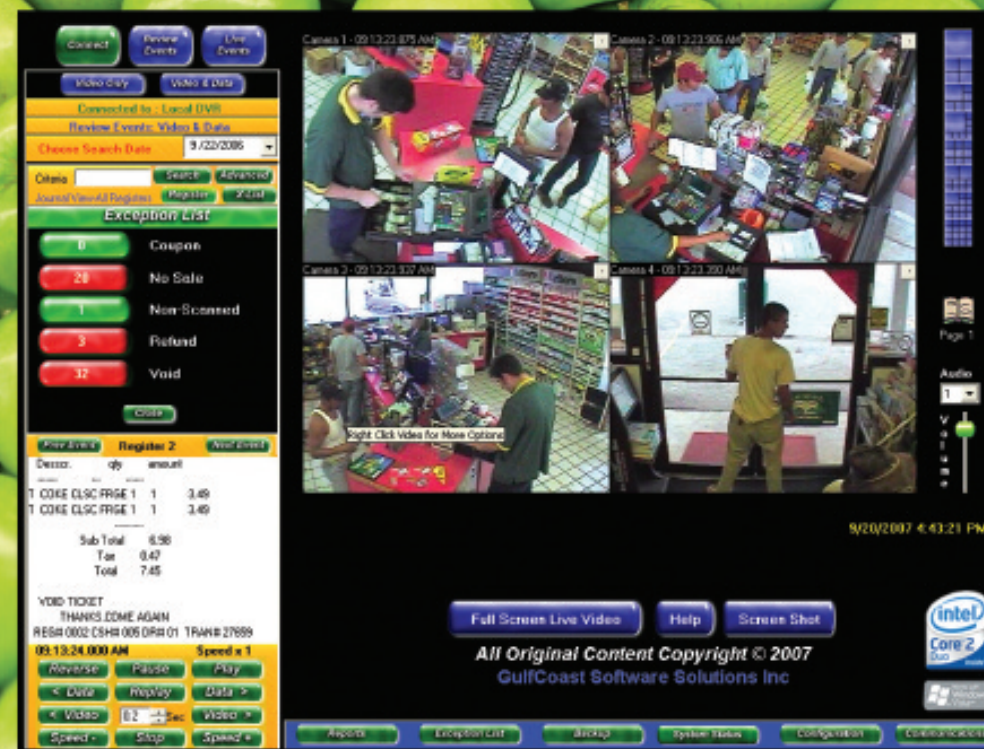 Connect
Review Events
Live Events
Video Only
Video & Data
Connected to : Local DVR
Review Events: Video & Data
Choose Search Date
9 /22/2006
Criteria
Search
Advanced
Journal View-All Registers
Register
X-List
Exception List
0 Coupon
20 No Sale
1 Non-Scanned
3 Refund
32 Void
Close
Prev Event
Register 2
Next Event
Descr. qty amount
1 COKE CLSC FRGE 1 1 3.49
1 COKE CLSC FRGE 1 1 3.49
Sub Total 6.98
Tax 0.47
Total 7.45
VOID TICKET
THANKS.COME AGAIN
REG# 0002 CSH# 005 DR# 01 TRAN# 27859
09:13:24.000 AM
Speed x 1
Reverse
Pause
Play
< Data
Replay
Data >
< Video
02
Sec
Video >
Speed -
Stop
Speed +
Camera 1 - 09:13:23.875 AM
Camera 2 - 09:13:23.906 AM
Camera 3 - 09:13:23.937 AM
Camera 4 - 09:13:23.390 AM
Right Click Video for More Options
Page 1
Audio
1
Volume
9/20/2007 4:43:21 PM
Full Screen Live Video
Help
Screen Shot
All Original Content Copyright © 2007
GulfCoast Software Solutions Inc
intel
Core 2
Duo
Reports
Exception List
Backup
System Status
Configuration
Communications